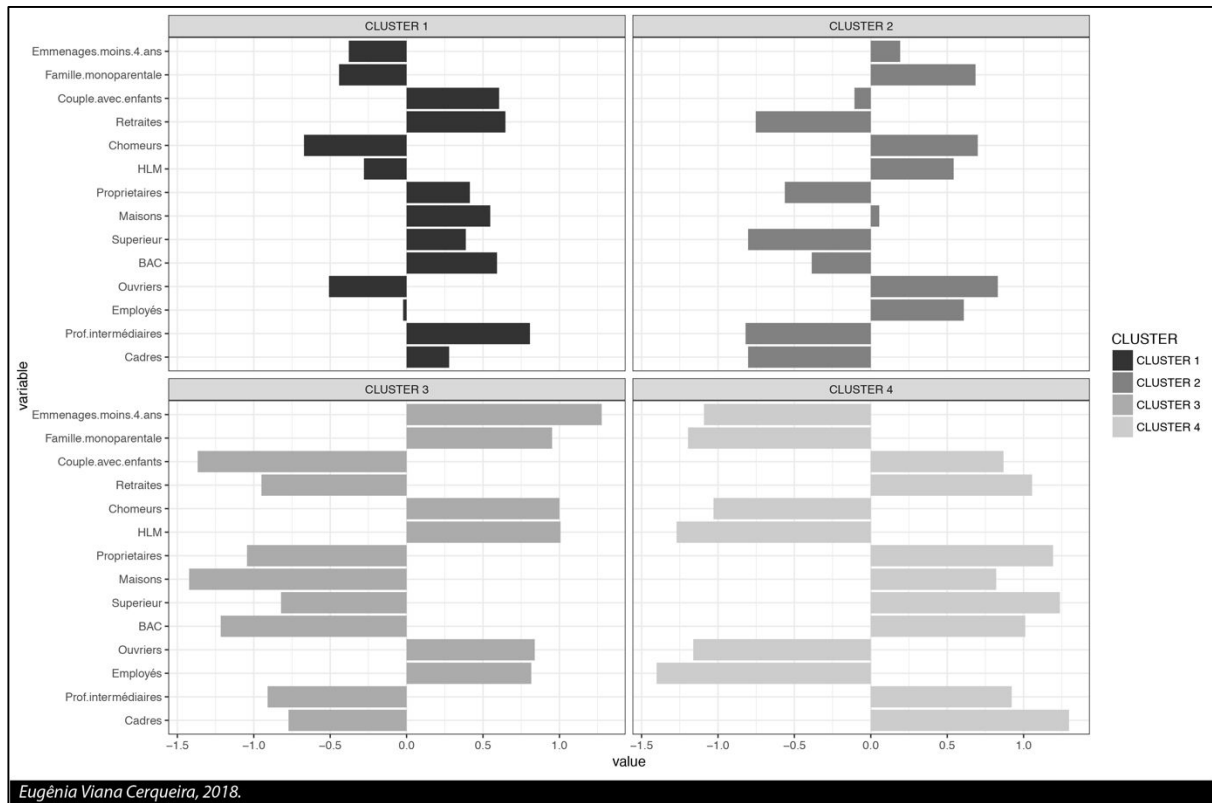 CLUSTER 1
CLUSTER 2
Emmenages.moins.4.ans
Famille.monoparentale
Couple.avec.enfants
Retraites
Chomeurs
HLM
Proprietaires
Maisons
Superieur
BAC
Ouvriers
Employés
Prof.intermédiaires
Cadres
variable
CLUSTER 3
CLUSTER 4
Emmenages.moins.4.ans
Famille.monoparentale
Couple.avec.enfants
Retraites
Chomeurs
HLM
Proprietaires
Maisons
Superieur
BAC
Ouvriers
Employés
Prof.intermédiaires
Cadres
−1.5 −1.0 −0.5 0.0 0.5 1.0 −1.5 −1.0 −0.5 0.0 0.5 1.0
value
CLUSTER
CLUSTER 1
CLUSTER 2
CLUSTER 3
CLUSTER 4
Eugênia Viana Cerqueira, 2018.